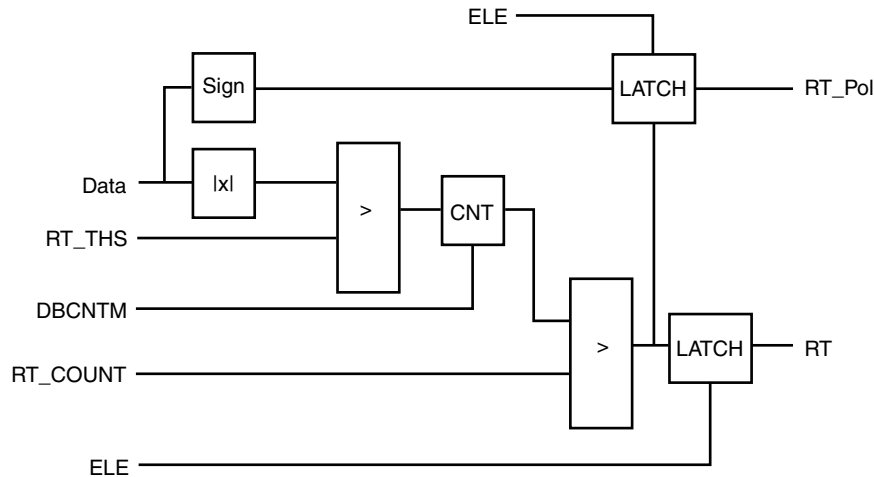 ELE
Sign
LATCH
RT_Pol
Data
|x|
>
CNT
RT_THS
DBCNTM
>
LATCH
RT
RT_COUNT
ELE